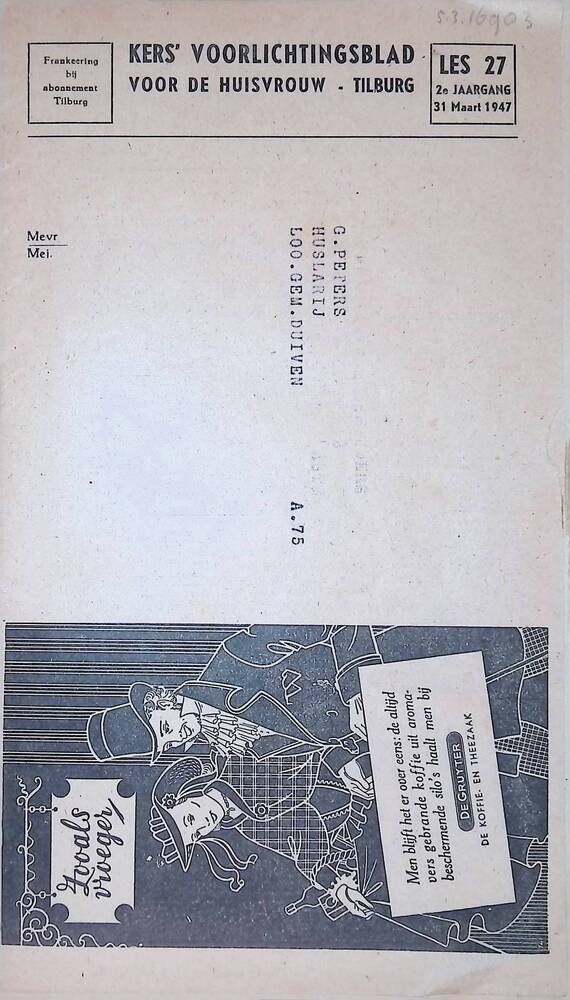 5.3.16903
Frankeering
bij
abonnement
Tilburg
KERS' VOORLICHTINGSBLAD
VOOR DE HUISVROUW - TILBURG
LES 27
2e JAARGANG
31 Maart 1947
Mevr
Mej.
G.PETERS
HUSLARIJ
LOO.GEM.DUIVEN
A.75
Zooals
vroeger
Men blijft het er over eens: de altijd
vers gebrande koffie uit aroma-
beschermende silo's haalt men bij
DE GRUYTER
DE KOFFIE- EN THEEZAAK